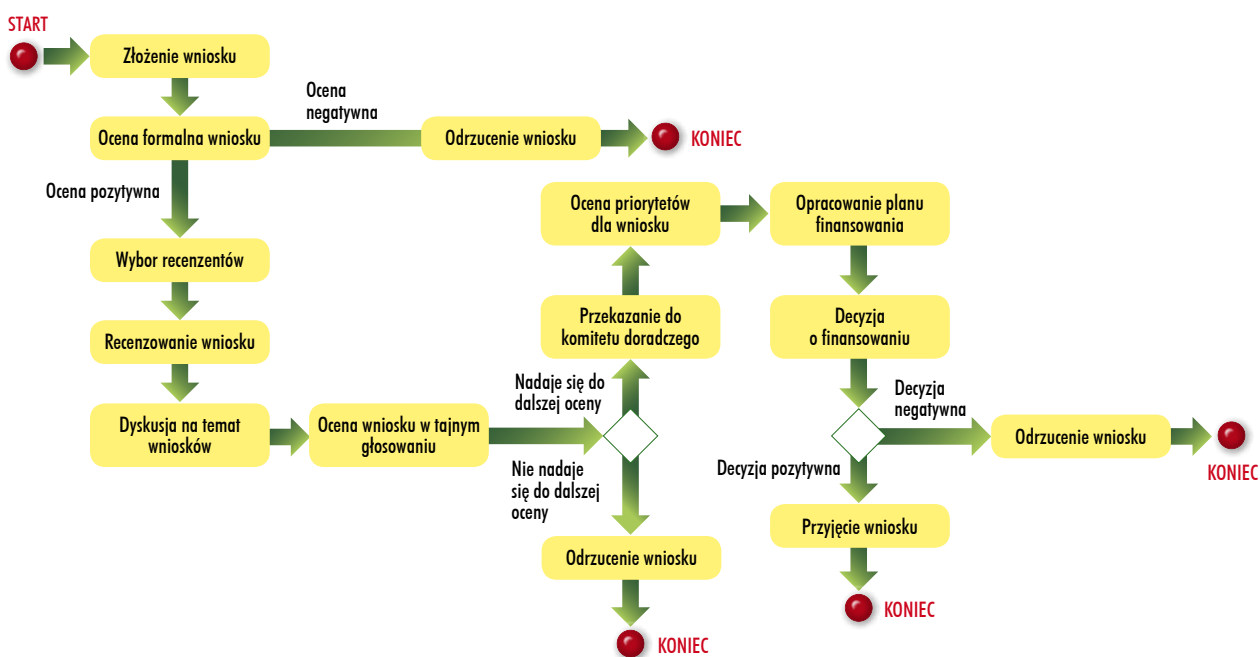 START
Złożenie wniosku
Ocena
negatywna
Ocena formalna wniosku
Odrzucenie wniosku
KONIEC
Ocena pozytywna
Wybor recenzentów
Recenzowanie wniosku
Dyskusja na temat
wniosków
Ocena wniosku w tajnym
głosowaniu
Nadaje się do
dalszej oceny
Nie nadaje
się do dalszej
oceny
Odrzucenie wniosku
KONIEC
Przekazanie do
komitetu doradczego
Ocena priorytetów
dla wniosku
Opracowanie planu
finansowania
Decyzja
o finansowaniu
Decyzja
negatywna
Odrzucenie wniosku
KONIEC
Decyzja pozytywna
Przyjęcie wniosku
KONIEC